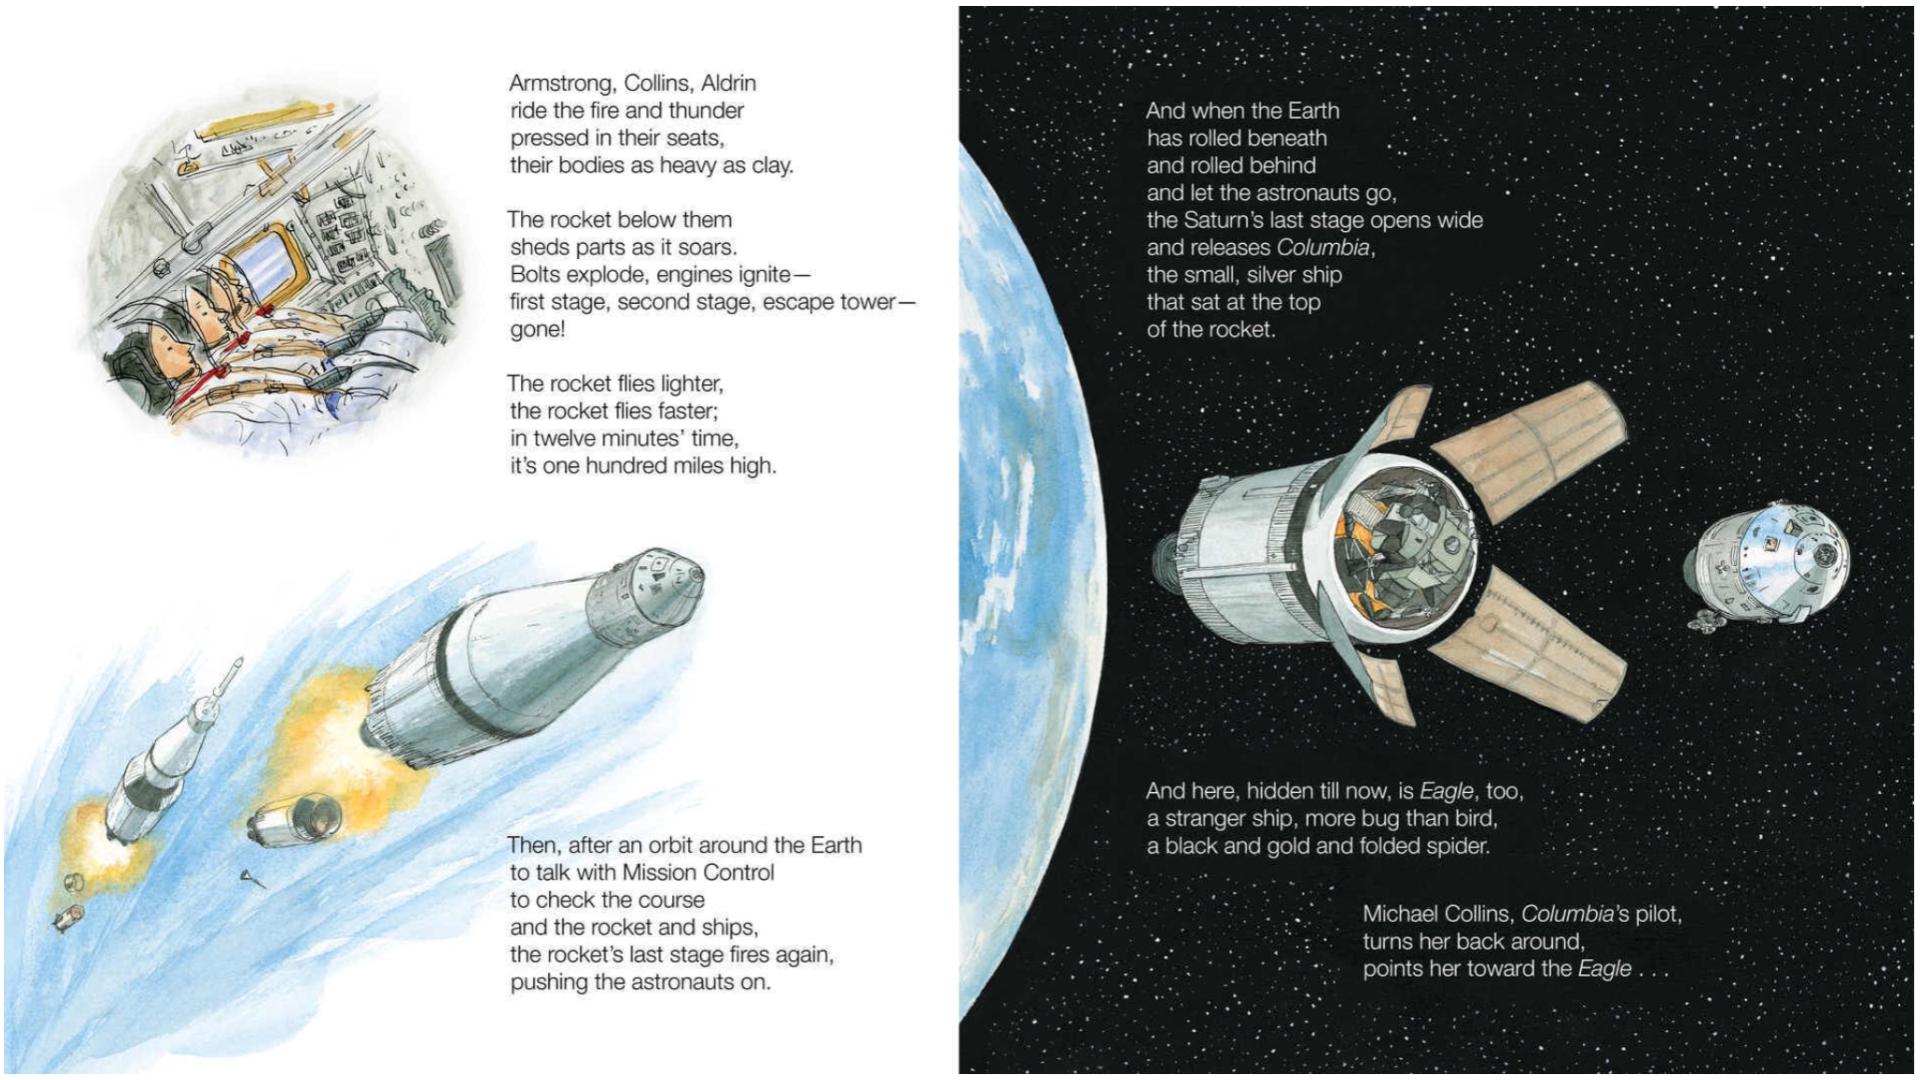 Armstrong, Collins, Aldrin
ride the fire and thunder
pressed in their seats,
their bodies as heavy as clay.
The rocket below them
sheds parts as it soars.
Bolts explode, engines ignite—
first stage, second stage, escape tower—
gone!
The rocket flies lighter,
the rocket flies faster;
in twelve minutes’ time,
it’s one hundred miles high.
Then, after an orbit around the Earth
to talk with Mission Control
to check the course
and the rocket and ships,
the rocket’s last stage fires again,
pushing the astronauts on.
And when the Earth
has rolled beneath
and rolled behind
and let the astronauts go,
the Saturn’s last stage opens wide
and releases Columbia,
the small, silver ship
that sat at the top
of the rocket.
And here, hidden till now, is Eagle, too,
a stranger ship, more bug than bird,
a black and gold and folded spider.
Michael Collins, Columbia’s pilot,
turns her back around,
points her toward the Eagle . . .